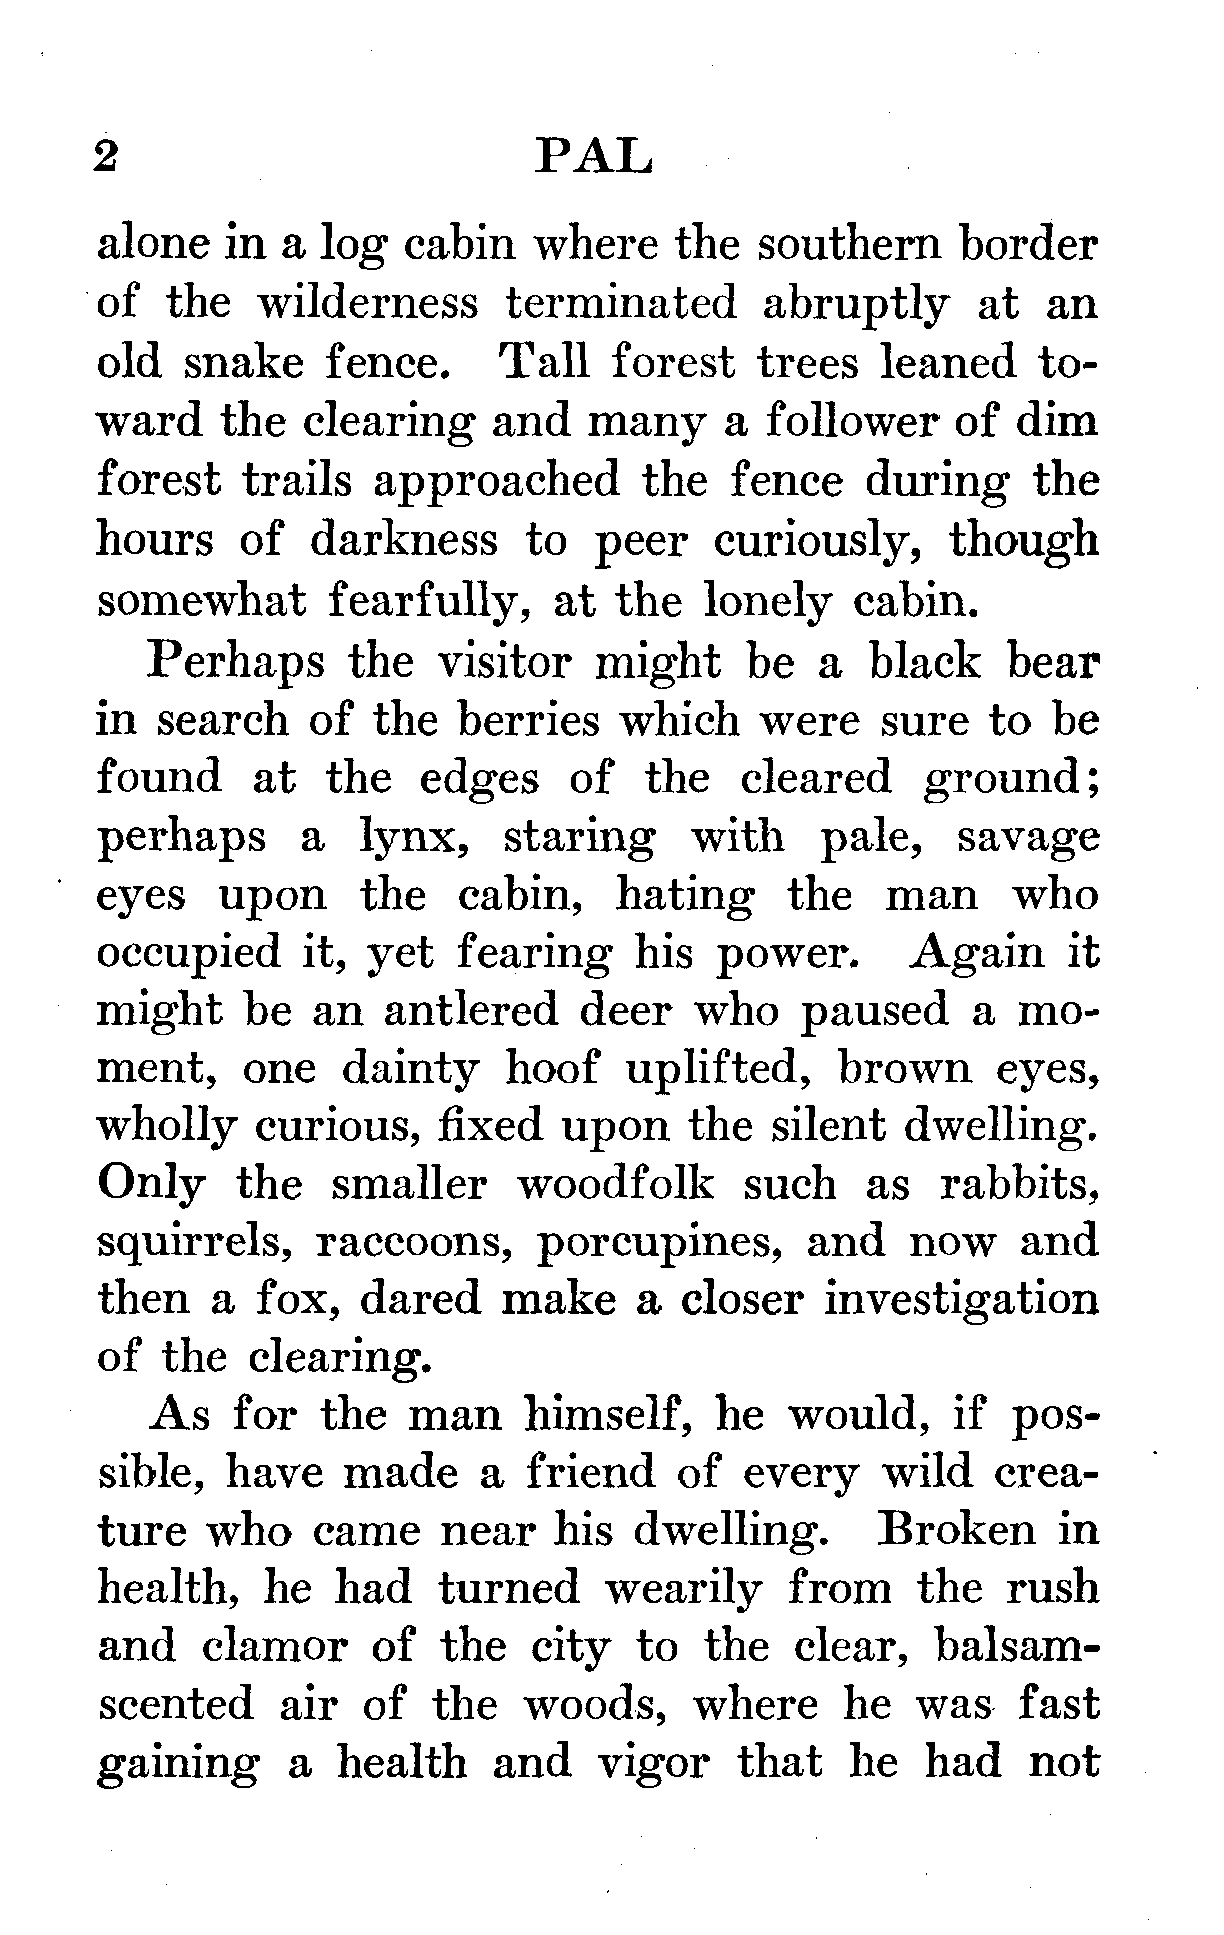 2 PAL
alone in a log cabin where the southern border
of the wilderness terminated abruptly at an
old snake fence. Tall forest trees leaned to-
ward the clearing and many a follower of dim
forest trails approached the fence during the
hours of darkness to peer curiously, though
somewhat fearfully, at the lonely cabin.
Perhaps the visitor might be a black bear
in search of the berries which were sure to be
found at the edges of the cleared ground;
perhaps a lynx, staring with pale, savage
eyes upon the cabin, hating the man who
occupied it, yet fearing his power. Again it
might be an antlered deer who paused a mo-
ment, one dainty hoof uplifted, brown eyes,
wholly curious, fixed upon the silent dwelling.
Only the smaller woodfolk such as rabbits,
squirrels, raccoons, porcupines, and now and
then a fox, dared make a closer investigation
of the clearing.
As for the man himself, he would, if pos-
sible, have made a friend of every wild crea-
ture who came near his dwelling. Broken in
health, he had turned wearily from the rush
and clamor of the city to the clear, balsam-
scented air of the woods, where he was fast
gaining a health and vigor that he had not